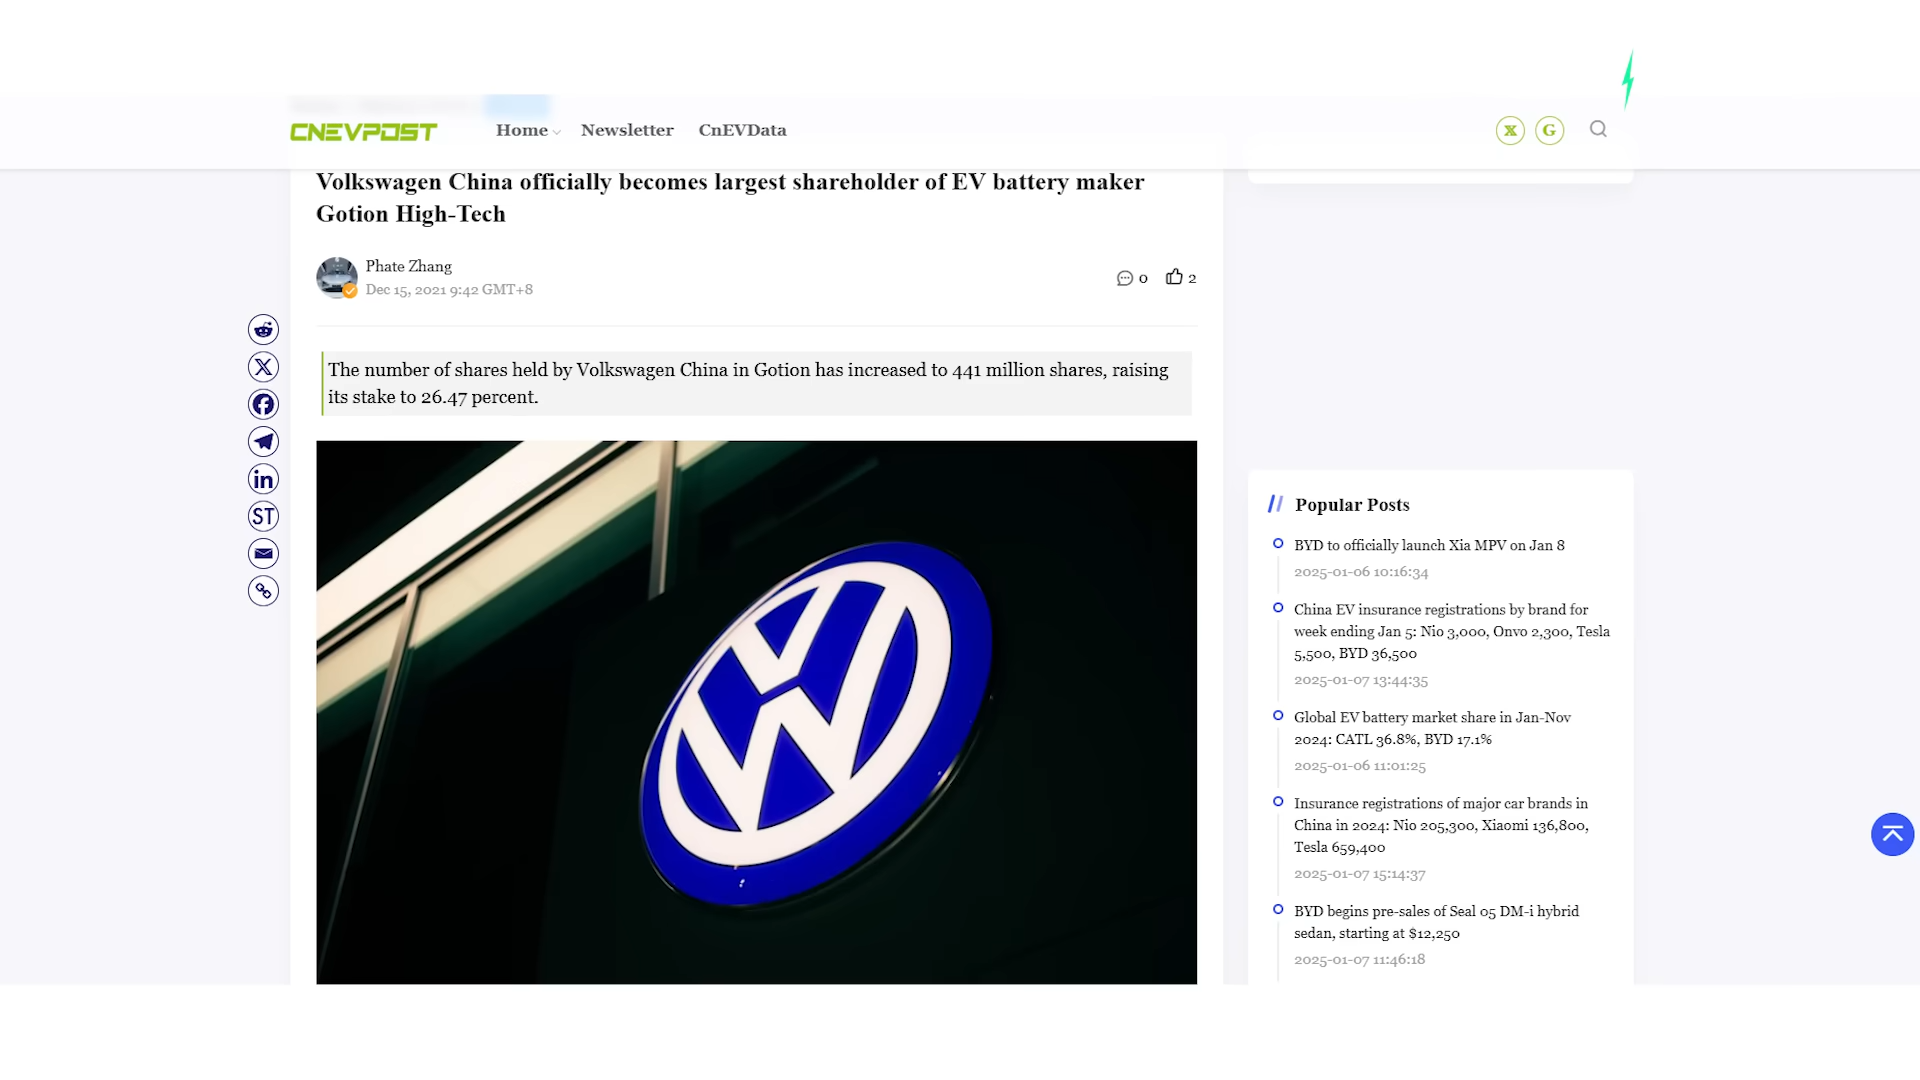 CNEVPOST
Home
Newsletter
CnEVData
X
G
Volkswagen China officially becomes largest shareholder of EV battery maker
Gotion High-Tech
Phate Zhang
Dec 15, 2021 9:42 GMT+8
0
2
ST
The number of shares held by Volkswagen China in Gotion has increased to 441 million shares, raising
its stake to 26.47 percent.
Popular Posts
BYD to officially launch Xia MPV on Jan 8
2025-01-06 10:16:34
China EV insurance registrations by brand for
week ending Jan 5: Nio 3,000, Onvo 2,300, Tesla
5,500, BYD 36,500
2025-01-07 13:44:35
Global EV battery market share in Jan-Nov
2024: CATL 36.8%, BYD 17.1%
2025-01-06 11:01:25
Insurance registrations of major car brands in
China in 2024: Nio 205,300, Xiaomi 136,800,
Tesla 659,400
2025-01-07 15:14:37
BYD begins pre-sales of Seal 05 DM-i hybrid
sedan, starting at $12,250
2025-01-07 11:46:18